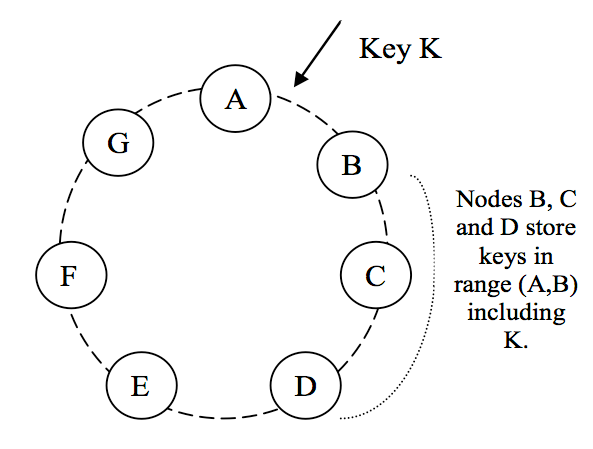 Key K
A
G
B
Nodes B, C
and D store
keys in
range (A,B)
including
K.
F
C
E
D